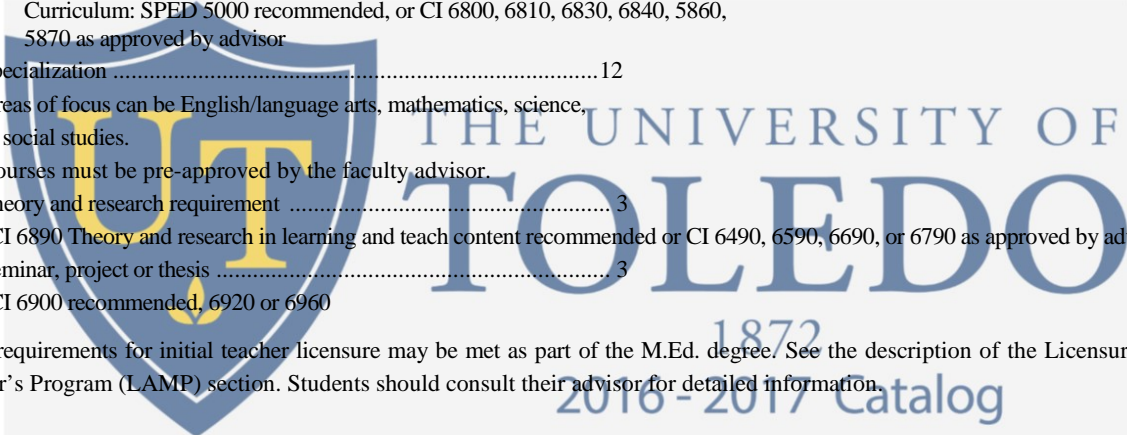 Curriculum: SPED 5000 recommended, or CI 6800, 6810, 6830, 6840, 5860,
5870 as approved by advisor
pecialization ....................................................................................12
reas of focus can be English/language arts, mathematics, science,
social studies.
ourses must be pre-approved by the faculty advisor.
heory and research requirement ......................................................... 3
CI 6890 Theory and research in learning and teach content recommended or CI 6490, 6590, 6690, or 6790 as approved by ad
eminar, project or thesis ..................................................................... 3
CI 6900 recommended, 6920 or 6960
requirements for initial teacher licensure may be met as part of the M.Ed. degree. See the description of the Licensur
r's Program (LAMP) section. Students should consult their advisor for detailed information.
UT
THE UNIVERSITY OF
TOLEDO
1872
2016 - 2017 Catalog